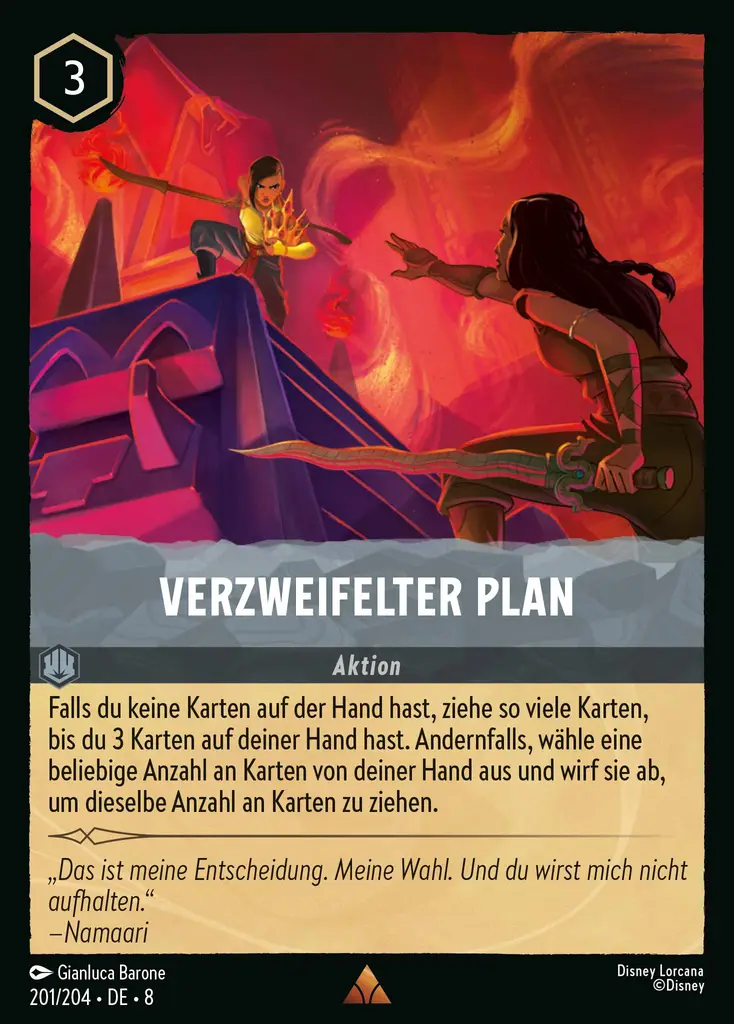 3
VERZWEIFELTER PLAN
Aktion
Falls du keine Karten auf der Hand hast, ziehe so viele Karten,
bis du 3 Karten auf deiner Hand hast. Andernfalls, wähle eine
beliebige Anzahl an Karten von deiner Hand aus und wirf sie ab,
um dieselbe Anzahl an Karten zu ziehen.
„Das ist meine Entscheidung. Meine Wahl. Und du wirst mich nicht
aufhalten.“
–Namaari
Gianluca Barone
Disney Lorcana
201/204 • DE • 8
©Disney